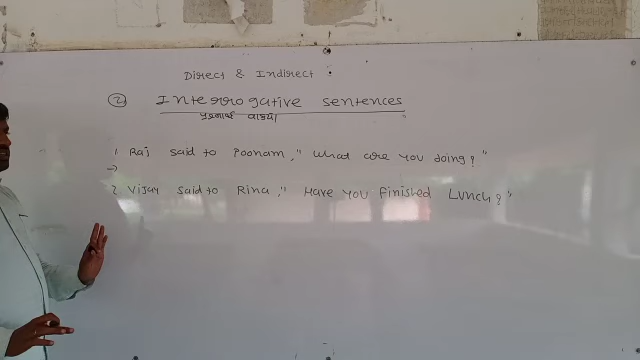 Direct & Indirect :
② Interrogative sentences
प्रश्नार्थक वाक्य
1 Raj said to Poonam, " What are you doing? "
→
2 Vijay said to Rina, " Have you finished Lunch? "